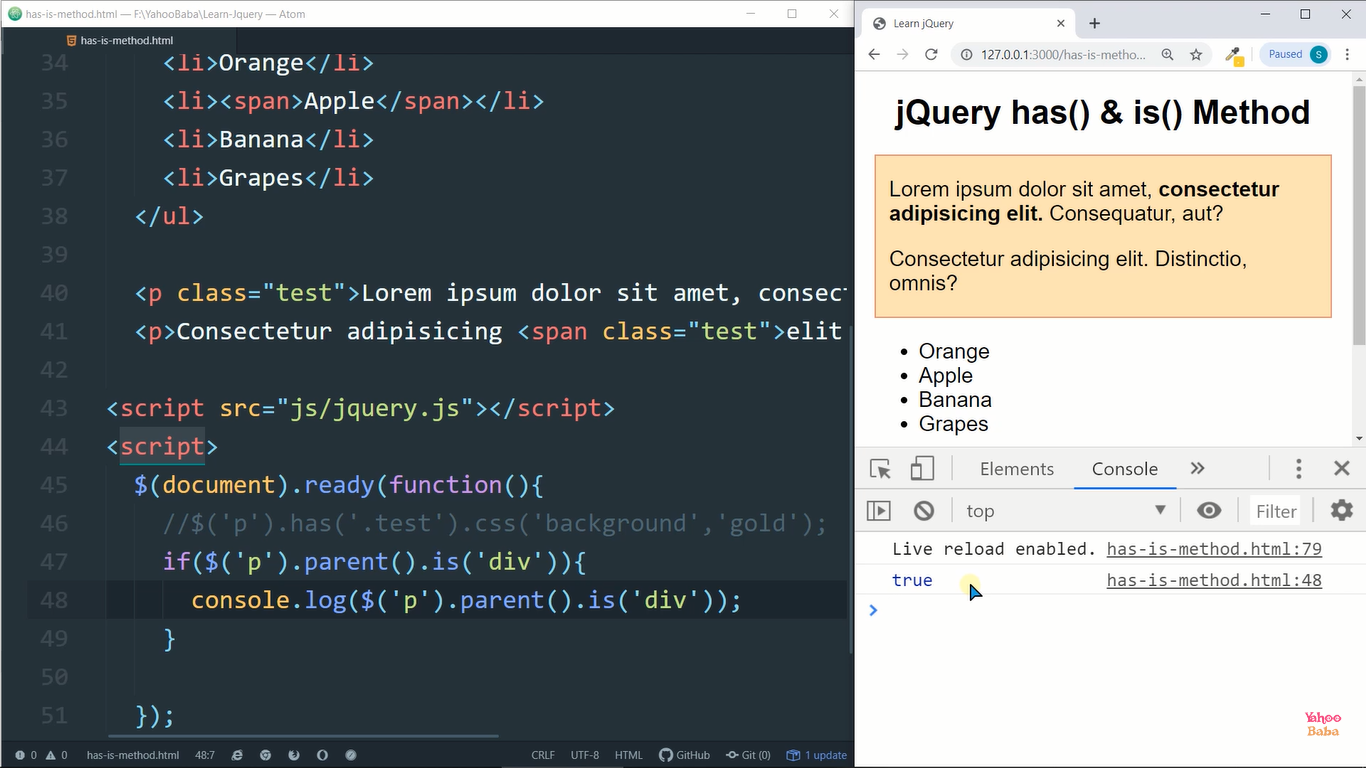 has-is-method.html — F:\YahooBaba\Learn-Jquery — Atom
has-is-method.html
34 <li>Orange</li>
35 <li><span>Apple</span></li>
36 <li>Banana</li>
37 <li>Grapes</li>
38 </ul>
39
40 <p class="test">Lorem ipsum dolor sit amet, consect
41 <p>Consectetur adipisicing <span class="test">elit
42
43 <script src="js/jquery.js"></script>
44 <script>
45 $(document).ready(function(){
46 //$('p').has('.test').css('background','gold');
47 if($('p').parent().is('div')){
48 console.log($('p').parent().is('div'));
49 }
50
51 });
0 0 has-is-method.html 48:7 CRLF UTF-8 HTML GitHub Git (0) 1 update
Learn jQuery
127.0.0.1:3000/has-is-metho... Paused S
jQuery has() & is() Method
Lorem ipsum dolor sit amet, consectetur
adipisicing elit. Consequatur, aut?
Consectetur adipisicing elit. Distinctio,
omnis?
• Orange
• Apple
• Banana
• Grapes
Elements Console »
top Filter
Live reload enabled. has-is-method.html:79
true has-is-method.html:48
Yahoo
Baba